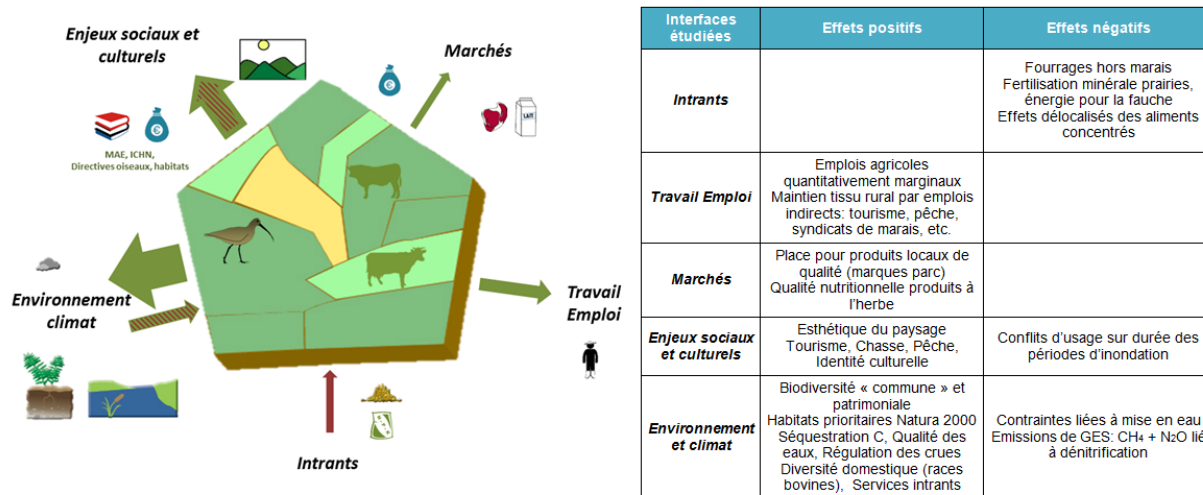 Enjeux sociaux et
culturels
Marchés
LAIT
MAE, ICHN,
Directives oiseaux, habitats
Environnement
climat
Travail
Emploi
Intrants
Interfaces
étudiées
Effets positifs
Effets négatifs
Intrants
Fourrages hors marais
Fertilisation minérale prairies,
énergie pour la fauche
Effets délocalisés des aliments
concentrés
Travail Emploi
Emplois agricoles
quantitativement marginaux
Maintien tissu rural par emplois
indirects: tourisme, pêche,
syndicats de marais, etc.
Marchés
Place pour produits locaux de
qualité (marques parc)
Qualité nutritionnelle produits à
l'herbe
Enjeux sociaux
et culturels
Esthétique du paysage
Tourisme, Chasse, Pêche,
Identité culturelle
Conflits d'usage sur durée des
périodes d'inondation
Environnement
et climat
Biodiversité « commune » et
patrimoniale
Habitats prioritaires Natura 2000
Séquestration C, Qualité des
eaux, Régulation des crues
Diversité domestique (races
bovines), Services intrants
Contraintes liées à mise en eau
Emissions de GES: CH4 + N2O lié
à dénitrification